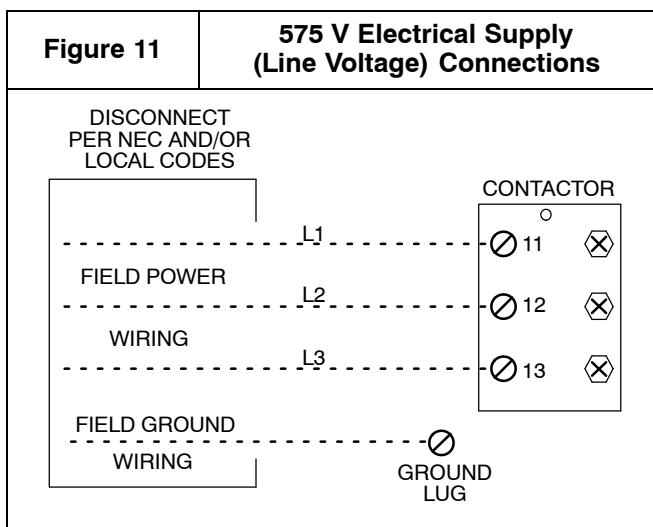 Figure 11
575 V Electrical Supply
(Line Voltage) Connections
DISCONNECT
PER NEC AND/OR
LOCAL CODES
CONTACTOR
L1
11
FIELD POWER
L2
12
WIRING
L3
13
FIELD GROUND
WIRING
GROUND
LUG